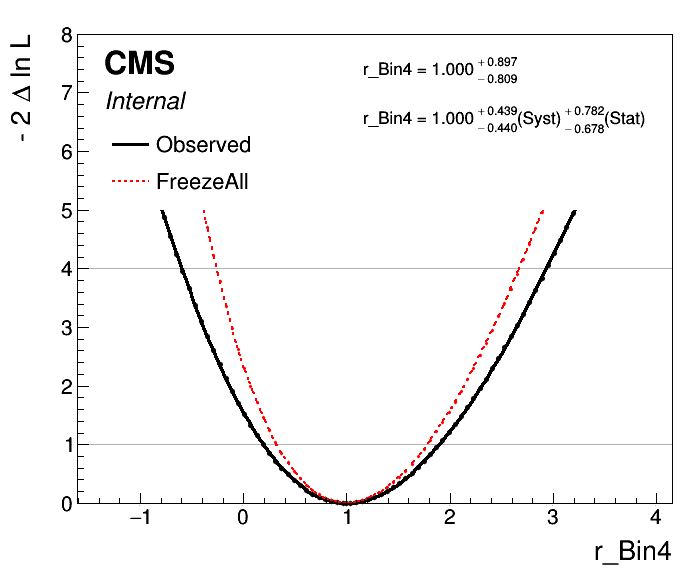 - 2 Δ ln L
8
7
6
5
4
3
2
1
0
CMS
Internal
Observed
FreezeAll
r_Bin4 = 1.000 +0.897 −0.809
r_Bin4 = 1.000 +0.439 −0.440 (Syst) +0.782 −0.678 (Stat)
−1 0 1 2 3 4
r_Bin4